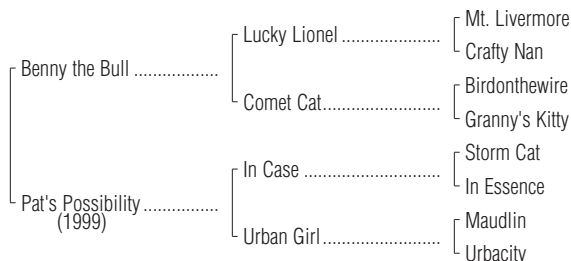 Mt. Livermore
Lucky Lionel ........................
Crafty Nan
Benny the Bull ....................
Birdonthewire
Comet Cat.............................
Granny's Kitty
Storm Cat
In Case .................................
In Essence
Pat's Possibility ..................
(1999)
Maudlin
Urban Girl.............................
Urbacity